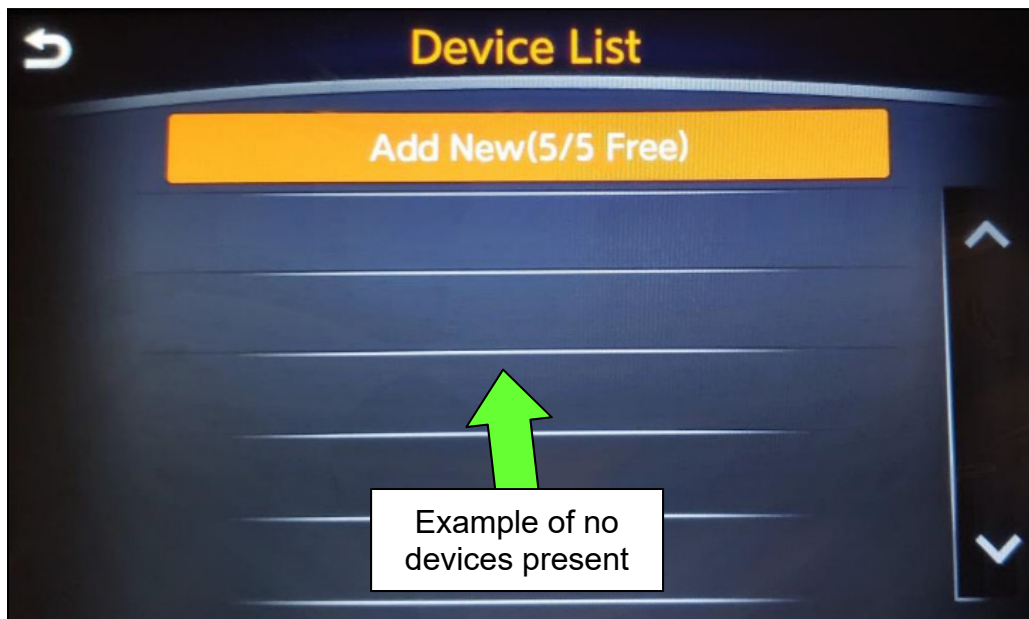 Device List
Add New(5/5 Free)
Example of no
devices present